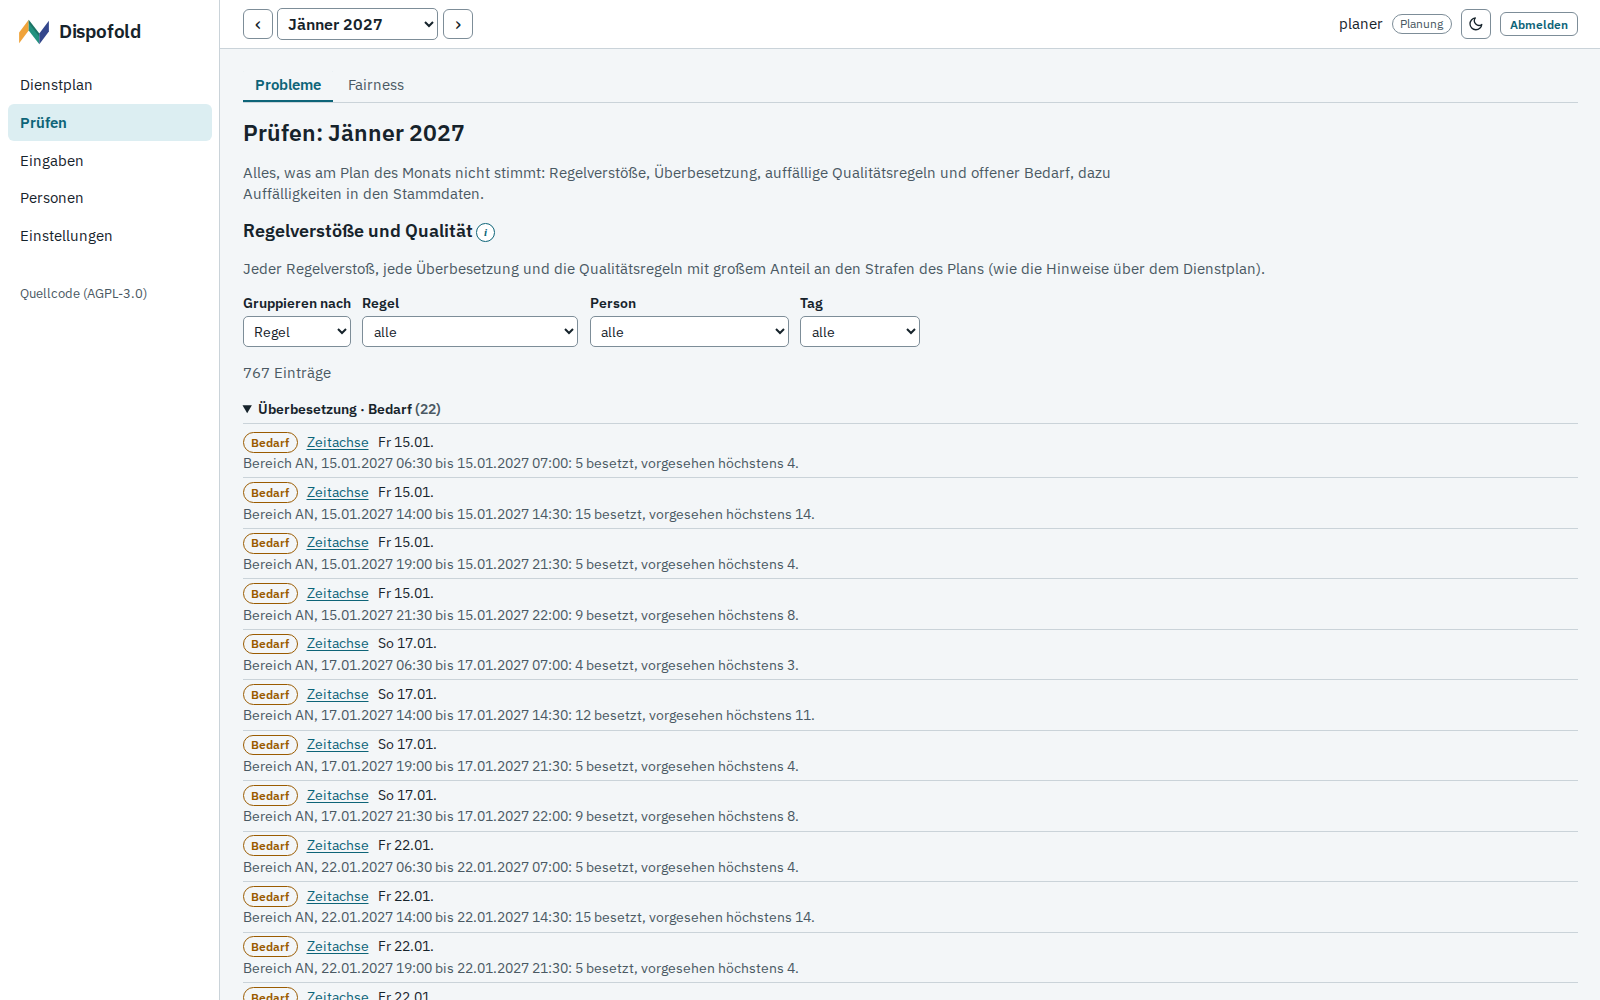 Dispofold
Dienstplan
Prüfen
Eingaben
Personen
Einstellungen
Quellcode (AGPL-3.0)
‹ Jänner 2027 ›
planer Planung Abmelden
Probleme Fairness
Prüfen: Jänner 2027
Alles, was am Plan des Monats nicht stimmt: Regelverstöße, Überbesetzung, auffällige Qualitätsregeln und offener Bedarf, dazu
Auffälligkeiten in den Stammdaten.
Regelverstöße und Qualität i
Jeder Regelverstoß, jede Überbesetzung und die Qualitätsregeln mit großem Anteil an den Strafen des Plans (wie die Hinweise über dem Dienstplan).
Gruppieren nach Regel Person Tag
Regel alle alle alle
767 Einträge
▼ Überbesetzung · Bedarf (22)
Bedarf Zeitachse Fr 15.01.
Bereich AN, 15.01.2027 06:30 bis 15.01.2027 07:00: 5 besetzt, vorgesehen höchstens 4.
Bedarf Zeitachse Fr 15.01.
Bereich AN, 15.01.2027 14:00 bis 15.01.2027 14:30: 15 besetzt, vorgesehen höchstens 14.
Bedarf Zeitachse Fr 15.01.
Bereich AN, 15.01.2027 19:00 bis 15.01.2027 21:30: 5 besetzt, vorgesehen höchstens 4.
Bedarf Zeitachse Fr 15.01.
Bereich AN, 15.01.2027 21:30 bis 15.01.2027 22:00: 9 besetzt, vorgesehen höchstens 8.
Bedarf Zeitachse So 17.01.
Bereich AN, 17.01.2027 06:30 bis 17.01.2027 07:00: 4 besetzt, vorgesehen höchstens 3.
Bedarf Zeitachse So 17.01.
Bereich AN, 17.01.2027 14:00 bis 17.01.2027 14:30: 12 besetzt, vorgesehen höchstens 11.
Bedarf Zeitachse So 17.01.
Bereich AN, 17.01.2027 19:00 bis 17.01.2027 21:30: 5 besetzt, vorgesehen höchstens 4.
Bedarf Zeitachse So 17.01.
Bereich AN, 17.01.2027 21:30 bis 17.01.2027 22:00: 9 besetzt, vorgesehen höchstens 8.
Bedarf Zeitachse Fr 22.01.
Bereich AN, 22.01.2027 06:30 bis 22.01.2027 07:00: 5 besetzt, vorgesehen höchstens 4.
Bedarf Zeitachse Fr 22.01.
Bereich AN, 22.01.2027 14:00 bis 22.01.2027 14:30: 15 besetzt, vorgesehen höchstens 14.
Bedarf Zeitachse Fr 22.01.
Bereich AN, 22.01.2027 19:00 bis 22.01.2027 21:30: 5 besetzt, vorgesehen höchstens 4.
Bedarf Zeitachse Fr 22.01.